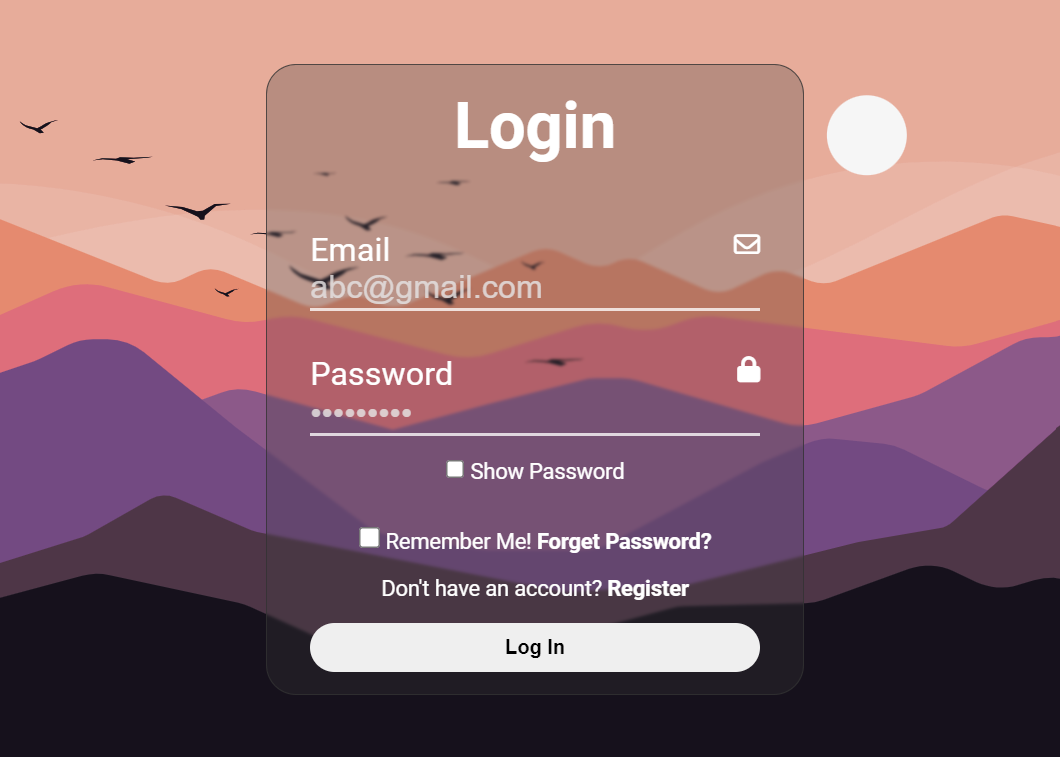 Login
Email
abc@gmail.com
Password
•••••••••
Show Password
Remember Me! Forget Password?
Don't have an account? Register
Log In